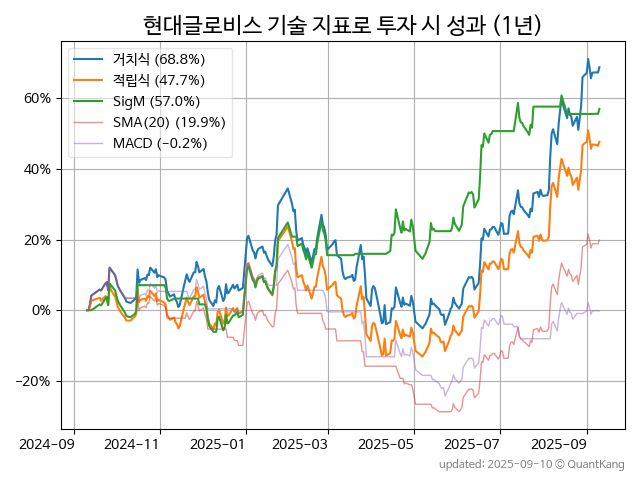 현대글로비스 기술 지표로 투자 시 성과 (1년)
거치식 (68.8%)
적립식 (47.7%)
SigM (57.0%)
SMA(20) (19.9%)
MACD (−0.2%)
60%
40%
20%
0%
−20%
2024-09 2024-11 2025-01 2025-03 2025-05 2025-07 2025-09
updated: 2025-09-10 ⓒ QuantKang